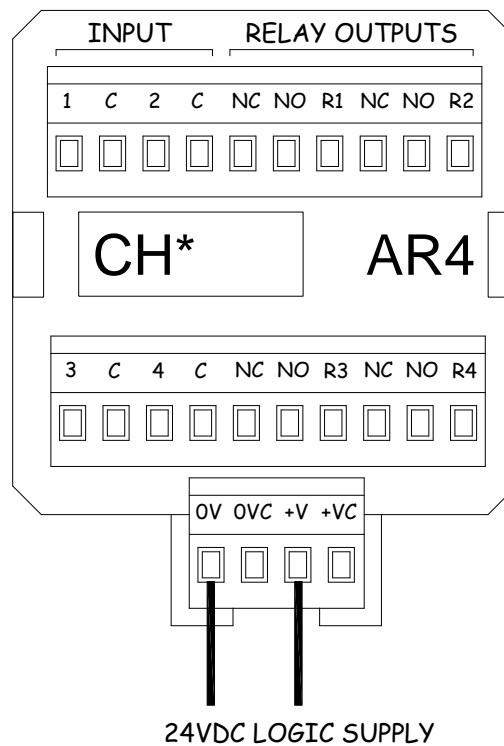 INPUT RELAY OUTPUTS
1 C 2 C NC NO R1 NC NO R2
CH* AR4
3 C 4 C NC NO R3 NC NO R4
0V 0VC +V +VC
24VDC LOGIC SUPPLY